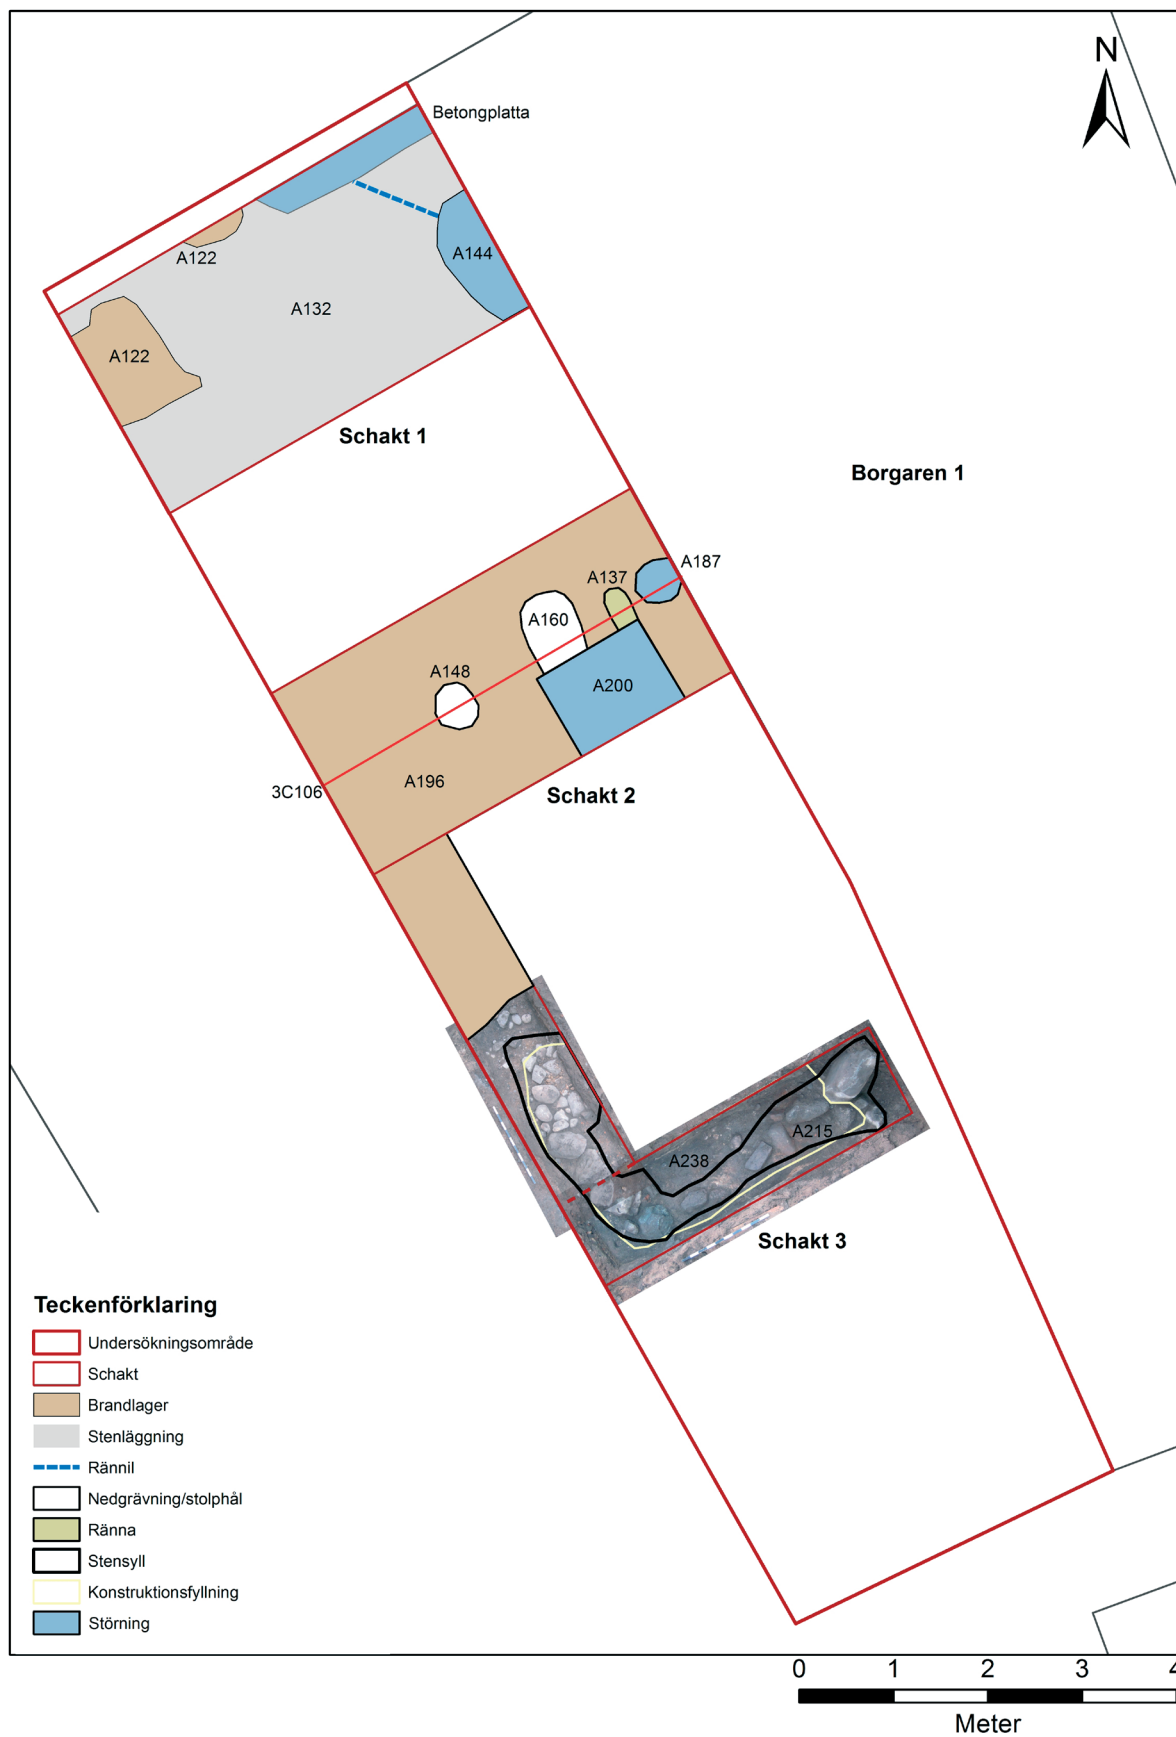 N
Betongplatta
A144
A122
A132
A122
Schakt 1
Borgaren 1
A187
A137
A160
A148
A200
A196
3C106
Schakt 2
A215
A238
Schakt 3
Teckenförklaring
Undersökningsområde
Schakt
Brandlager
Stenläggning
Rännil
Nedgrävning/stolphål
Ränna
Stensyll
Konstruktionsfyllning
Störning
0 1 2 3 4
Meter